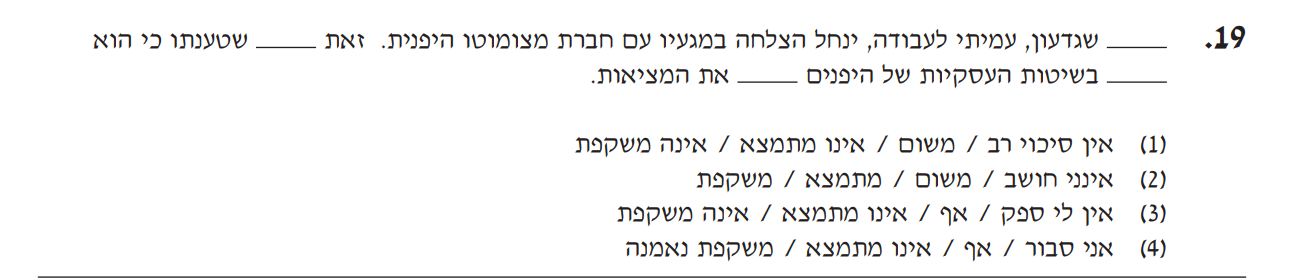 19. _____ שגדעון, עמיתי לעבודה, ינחל הצלחה במגעיו עם חברת מצומוטו היפנית. זאת _____ שטענתו כי הוא
_____ בשיטות העסקיות של היפנים _____ את המציאות.
(1) אין סיכוי רב / משום / אינו מתמצא / אינה משקפת
(2) אינני חושב / משום / מתמצא / משקפת
(3) אין לי ספק / אף / אינו מתמצא / אינה משקפת
(4) אני סבור / אף / אינו מתמצא / משקפת נאמנה